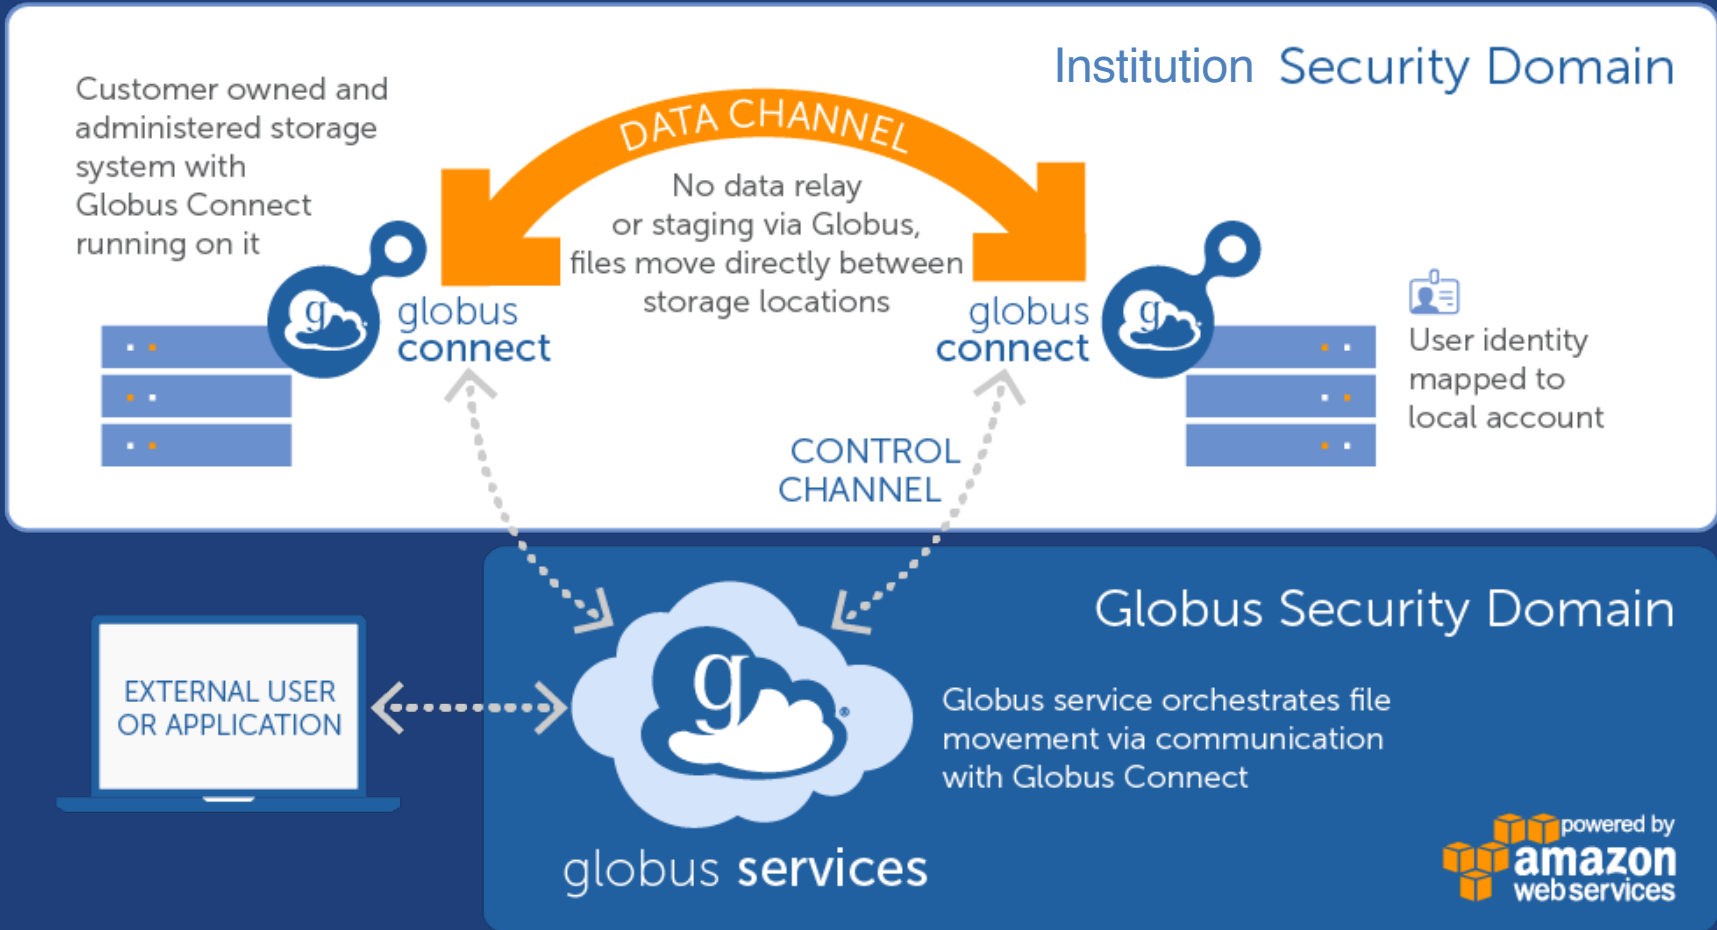 Institution Security Domain
Customer owned and
administered storage
system with
Globus Connect
running on it
DATA CHANNEL
No data relay
or staging via Globus,
files move directly between
storage locations
g
globus
connect
globus
connect
g
User identity
mapped to
local account
CONTROL
CHANNEL
Globus Security Domain
EXTERNAL USER
OR APPLICATION
g
®
Globus service orchestrates file
movement via communication
with Globus Connect
globus services
powered by
amazon
web services